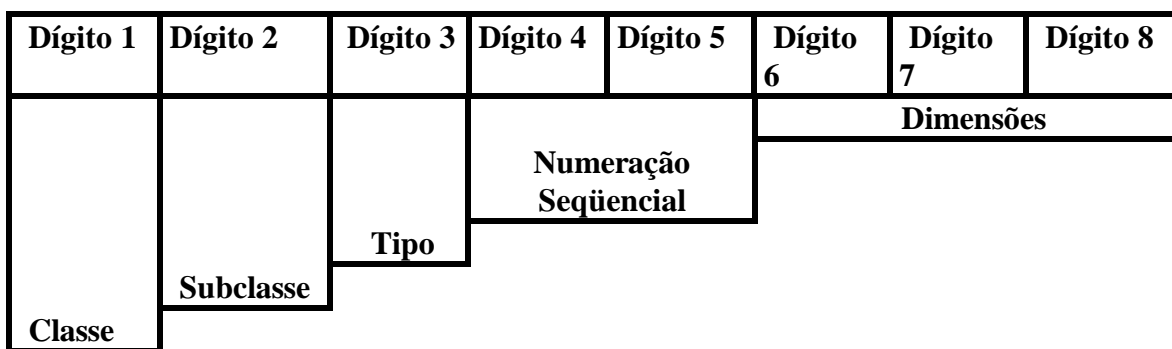 Dígito 1 Dígito 2 Dígito 3 Dígito 4 Dígito 5 Dígito 6 Dígito 7 Dígito 8
Dimensões
Numeração
Seqüencial
Tipo
Subclasse
Classe